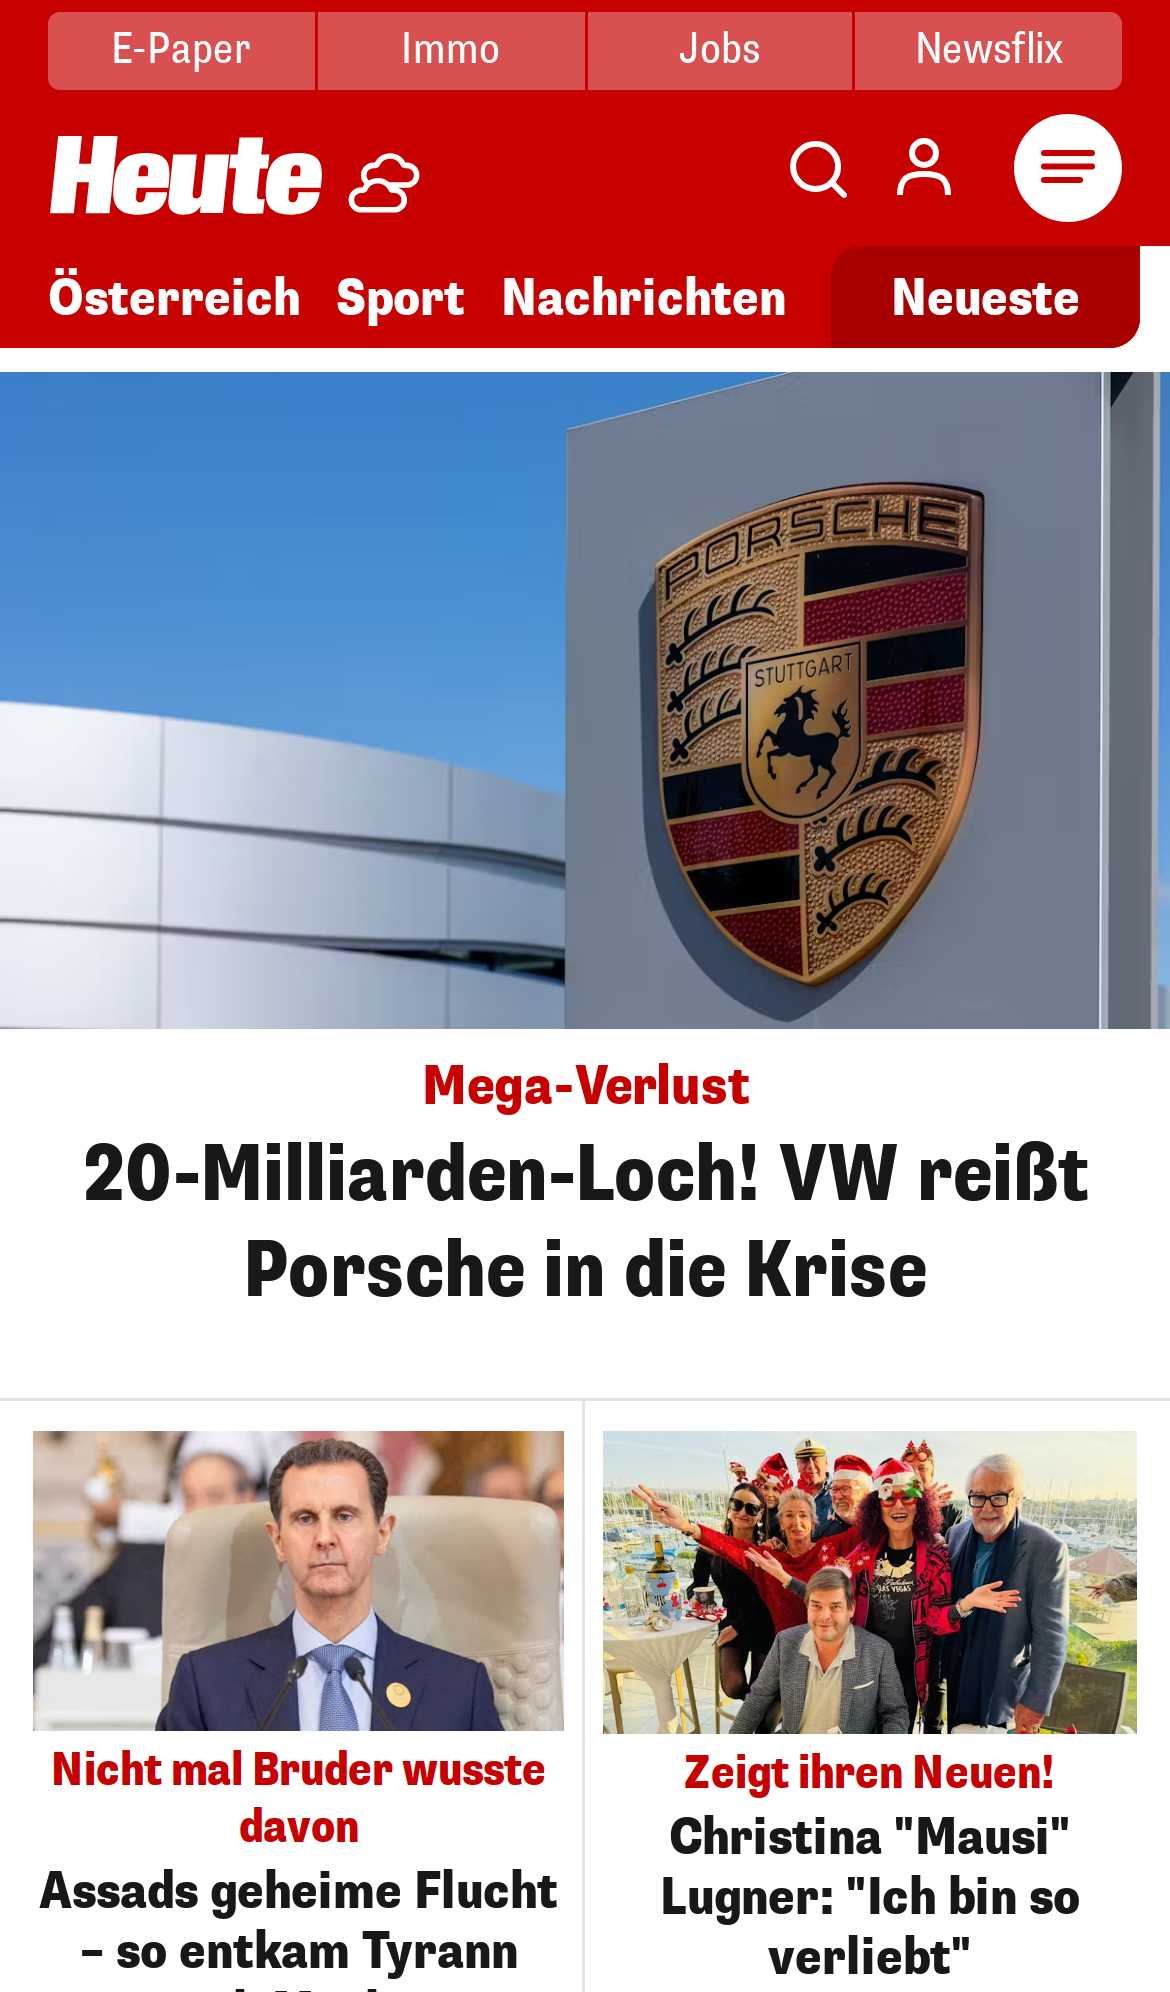 E-Paper
Immo
Jobs
Newsflix
Heute
Österreich
Sport
Nachrichten
Neueste
PORSCHE
STUTTGART
Mega-Verlust
20-Milliarden-Loch! VW reißt
Porsche in die Krise
Nicht mal Bruder wusste
davon
Assads geheime Flucht
– so entkam Tyrann
Zeigt ihren Neuen!
Christina "Mausi"
Lugner: "Ich bin so
verliebt"